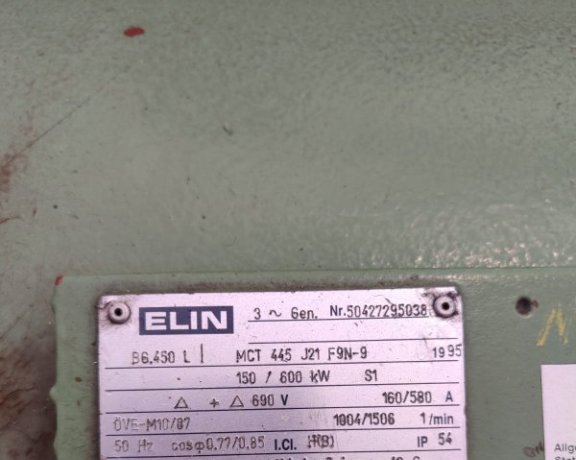 ELIN 3 ~ Gen. Nr. 50427295038
B6.450 L MCT 445 J21 F9N-9 1995
150 / 600 kW S1
△ + △ 690 V 160/580 A
ÖVE-M10/87 1004/1506 1/min
50 Hz cosφ0,77/0,85 I.Cl. F(B) IP 54
Allge